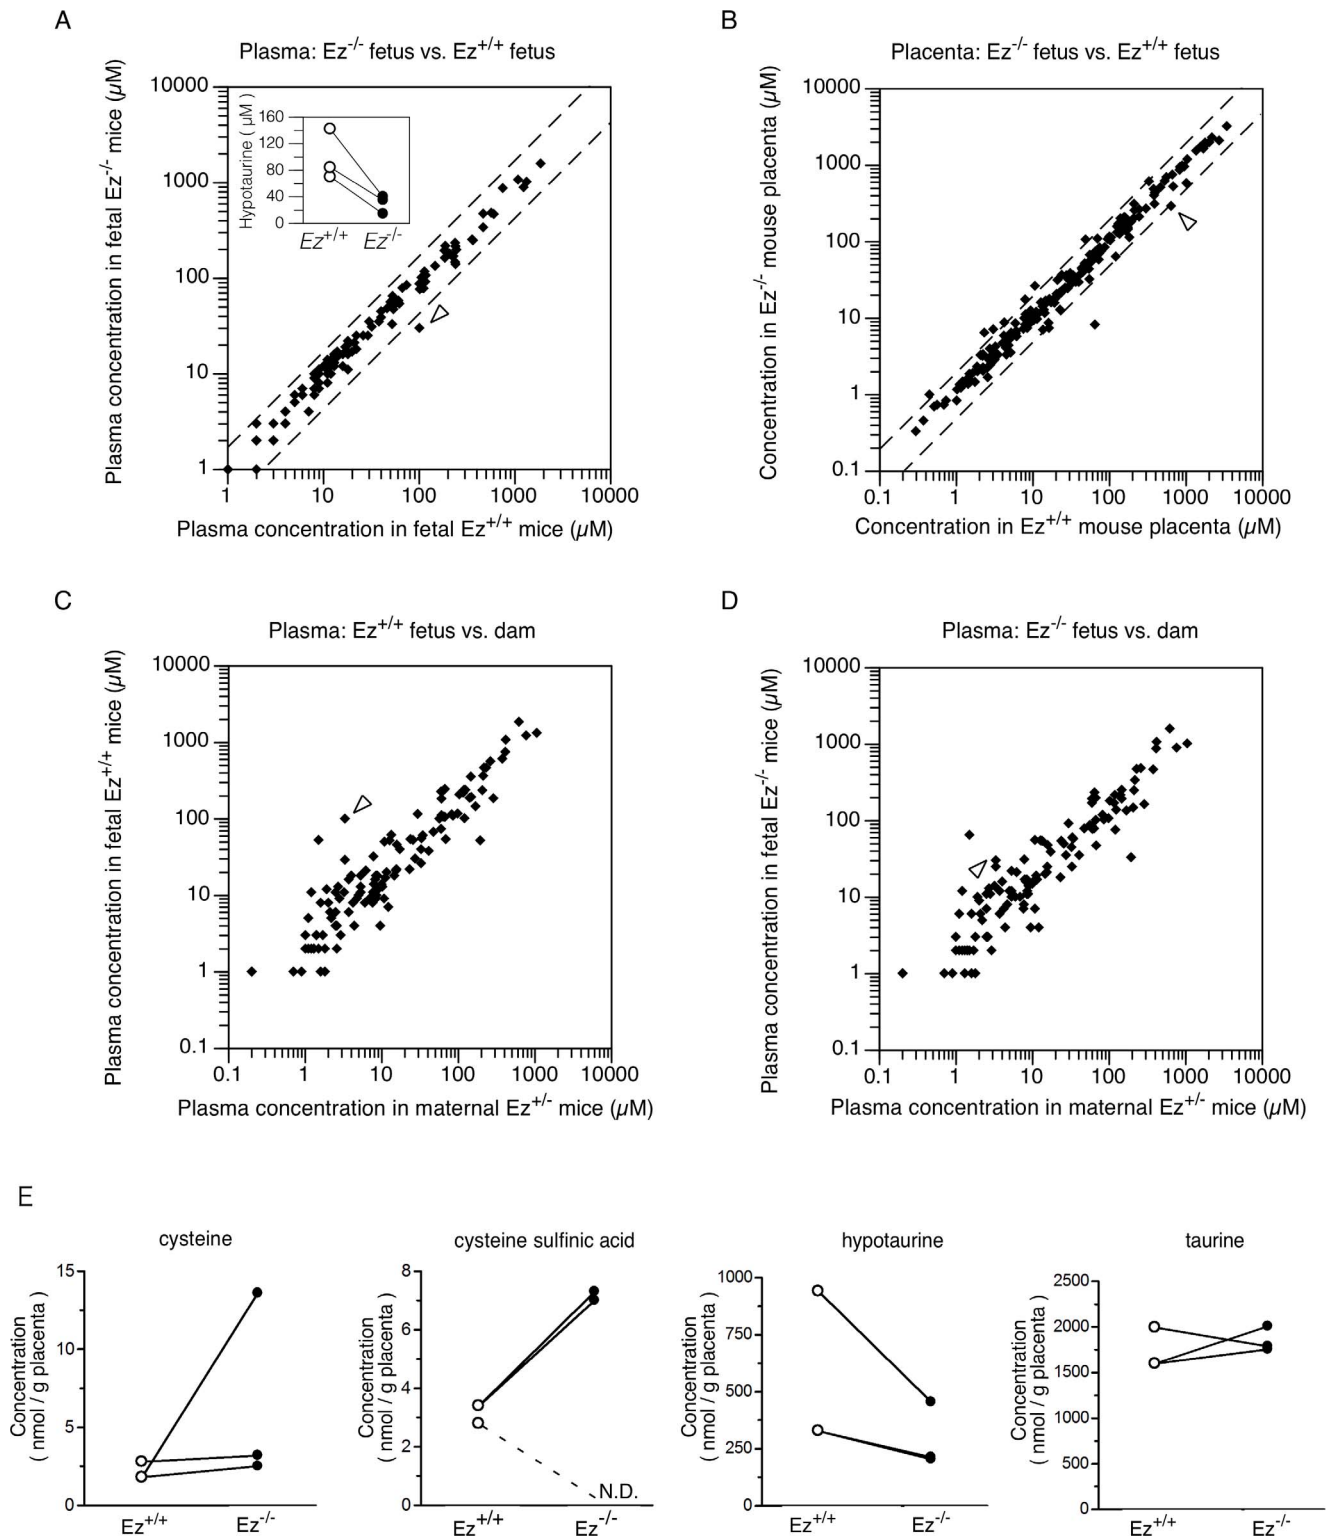 A
Plasma: Ez-/- fetus vs. Ez+/+ fetus
Plasma concentration in fetal Ez-/- mice (µM)
10000
1000
100
10
1
Hypotaurine ( µM )
160
120
80
40
0
Ez+/+ Ez-/-
1 10 100 1000 10000
Plasma concentration in fetal Ez+/+ mice (µM)
B
Placenta: Ez-/- fetus vs. Ez+/+ fetus
Concentration in Ez-/- mouse placenta (µM)
10000
1000
100
10
1
0.1
0.1 1 10 100 1000 10000
Concentration in Ez+/+ mouse placenta (µM)
C
Plasma: Ez+/+ fetus vs. dam
Plasma concentration in fetal Ez+/+ mice (µM)
10000
1000
100
10
1
0.1
0.1 1 10 100 1000 10000
Plasma concentration in maternal Ez+/- mice (µM)
D
Plasma: Ez-/- fetus vs. dam
Plasma concentration in fetal Ez-/- mice (µM)
10000
1000
100
10
1
0.1
0.1 1 10 100 1000 10000
Plasma concentration in maternal Ez+/- mice (µM)
E
cysteine
Concentration
( nmol / g placenta )
15
10
5
0
Ez+/+ Ez-/-
cysteine sulfinic acid
Concentration
( nmol / g placenta )
8
6
4
2
0
N.D.
Ez+/+ Ez-/-
hypotaurine
Concentration
( nmol / g placenta )
1000
750
500
250
0
Ez+/+ Ez-/-
taurine
Concentration
( nmol / g placenta )
2500
2000
1500
1000
500
0
Ez+/+ Ez-/-